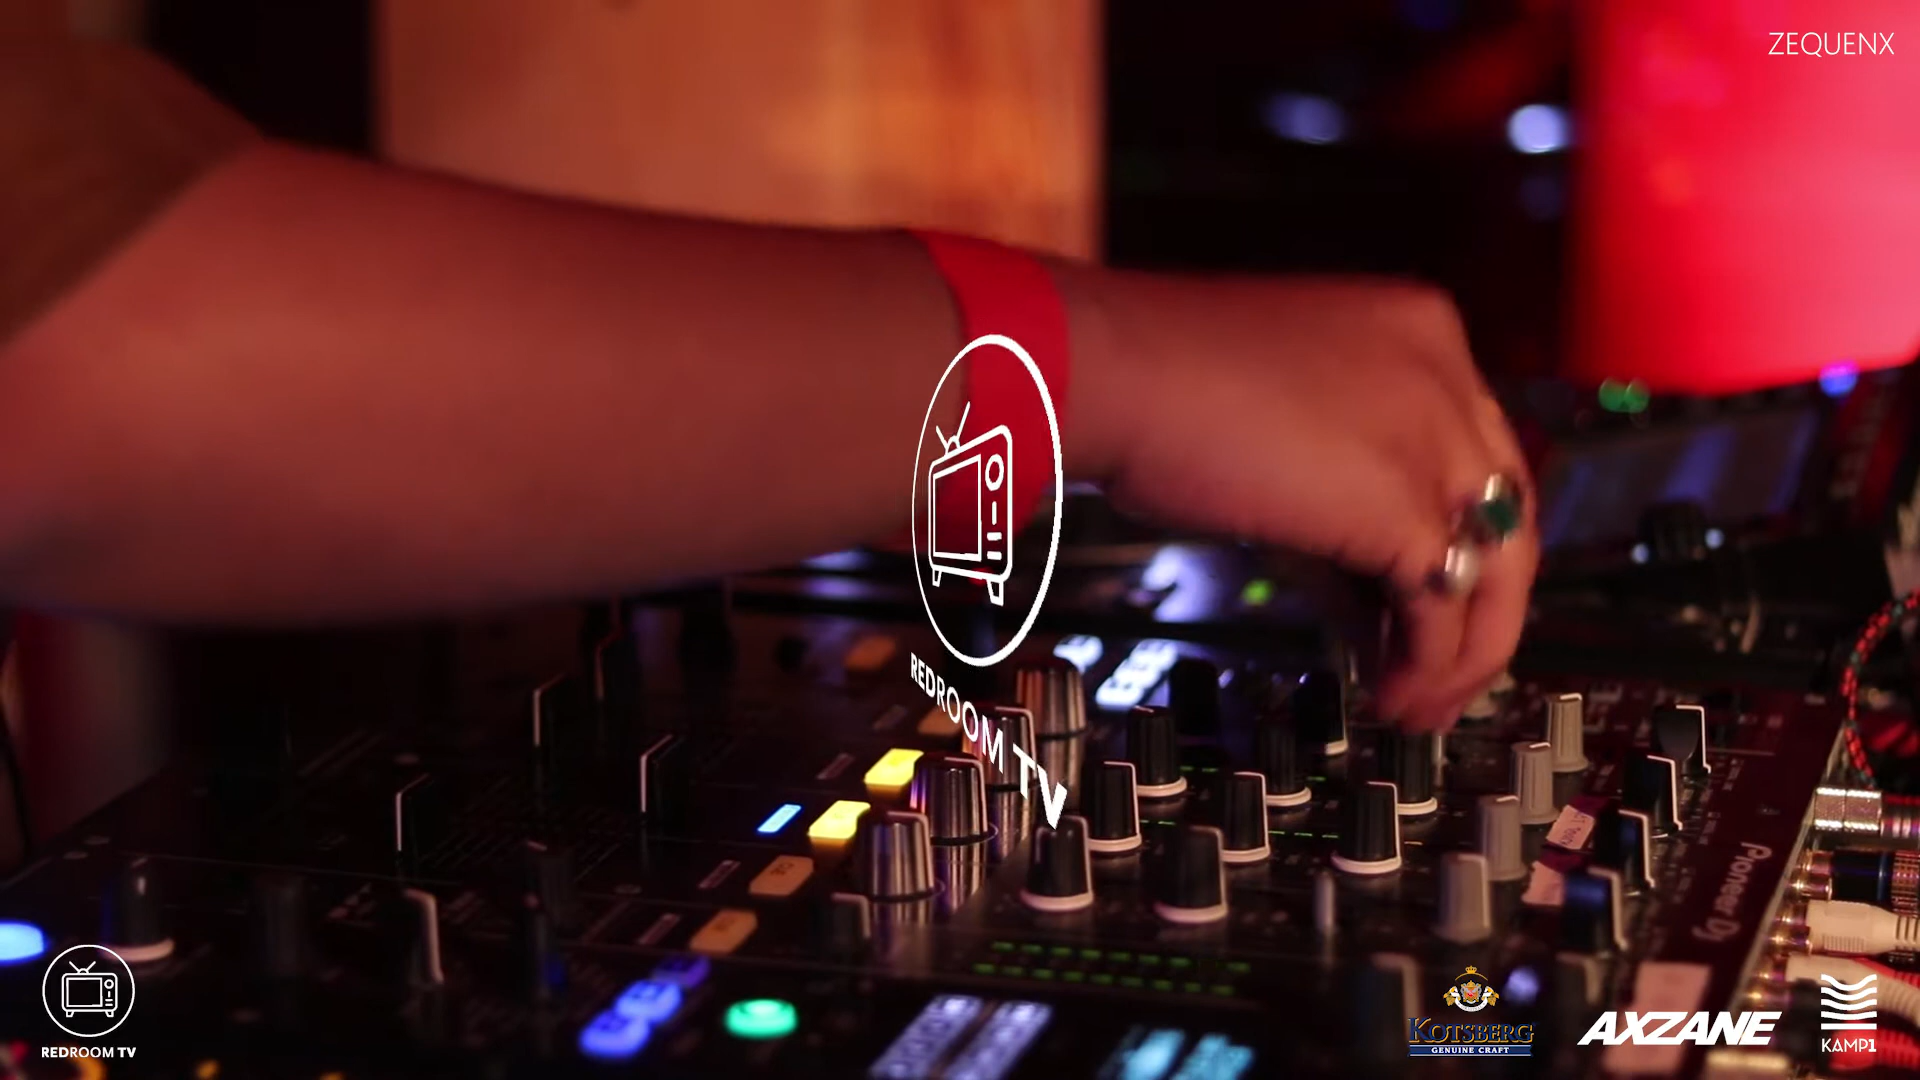 ZEQUENX
REDROOM TV
Pioneer Dj
REDROOM TV
KOTSBERG
GENUINE CRAFT
AXZANE
KAMP1